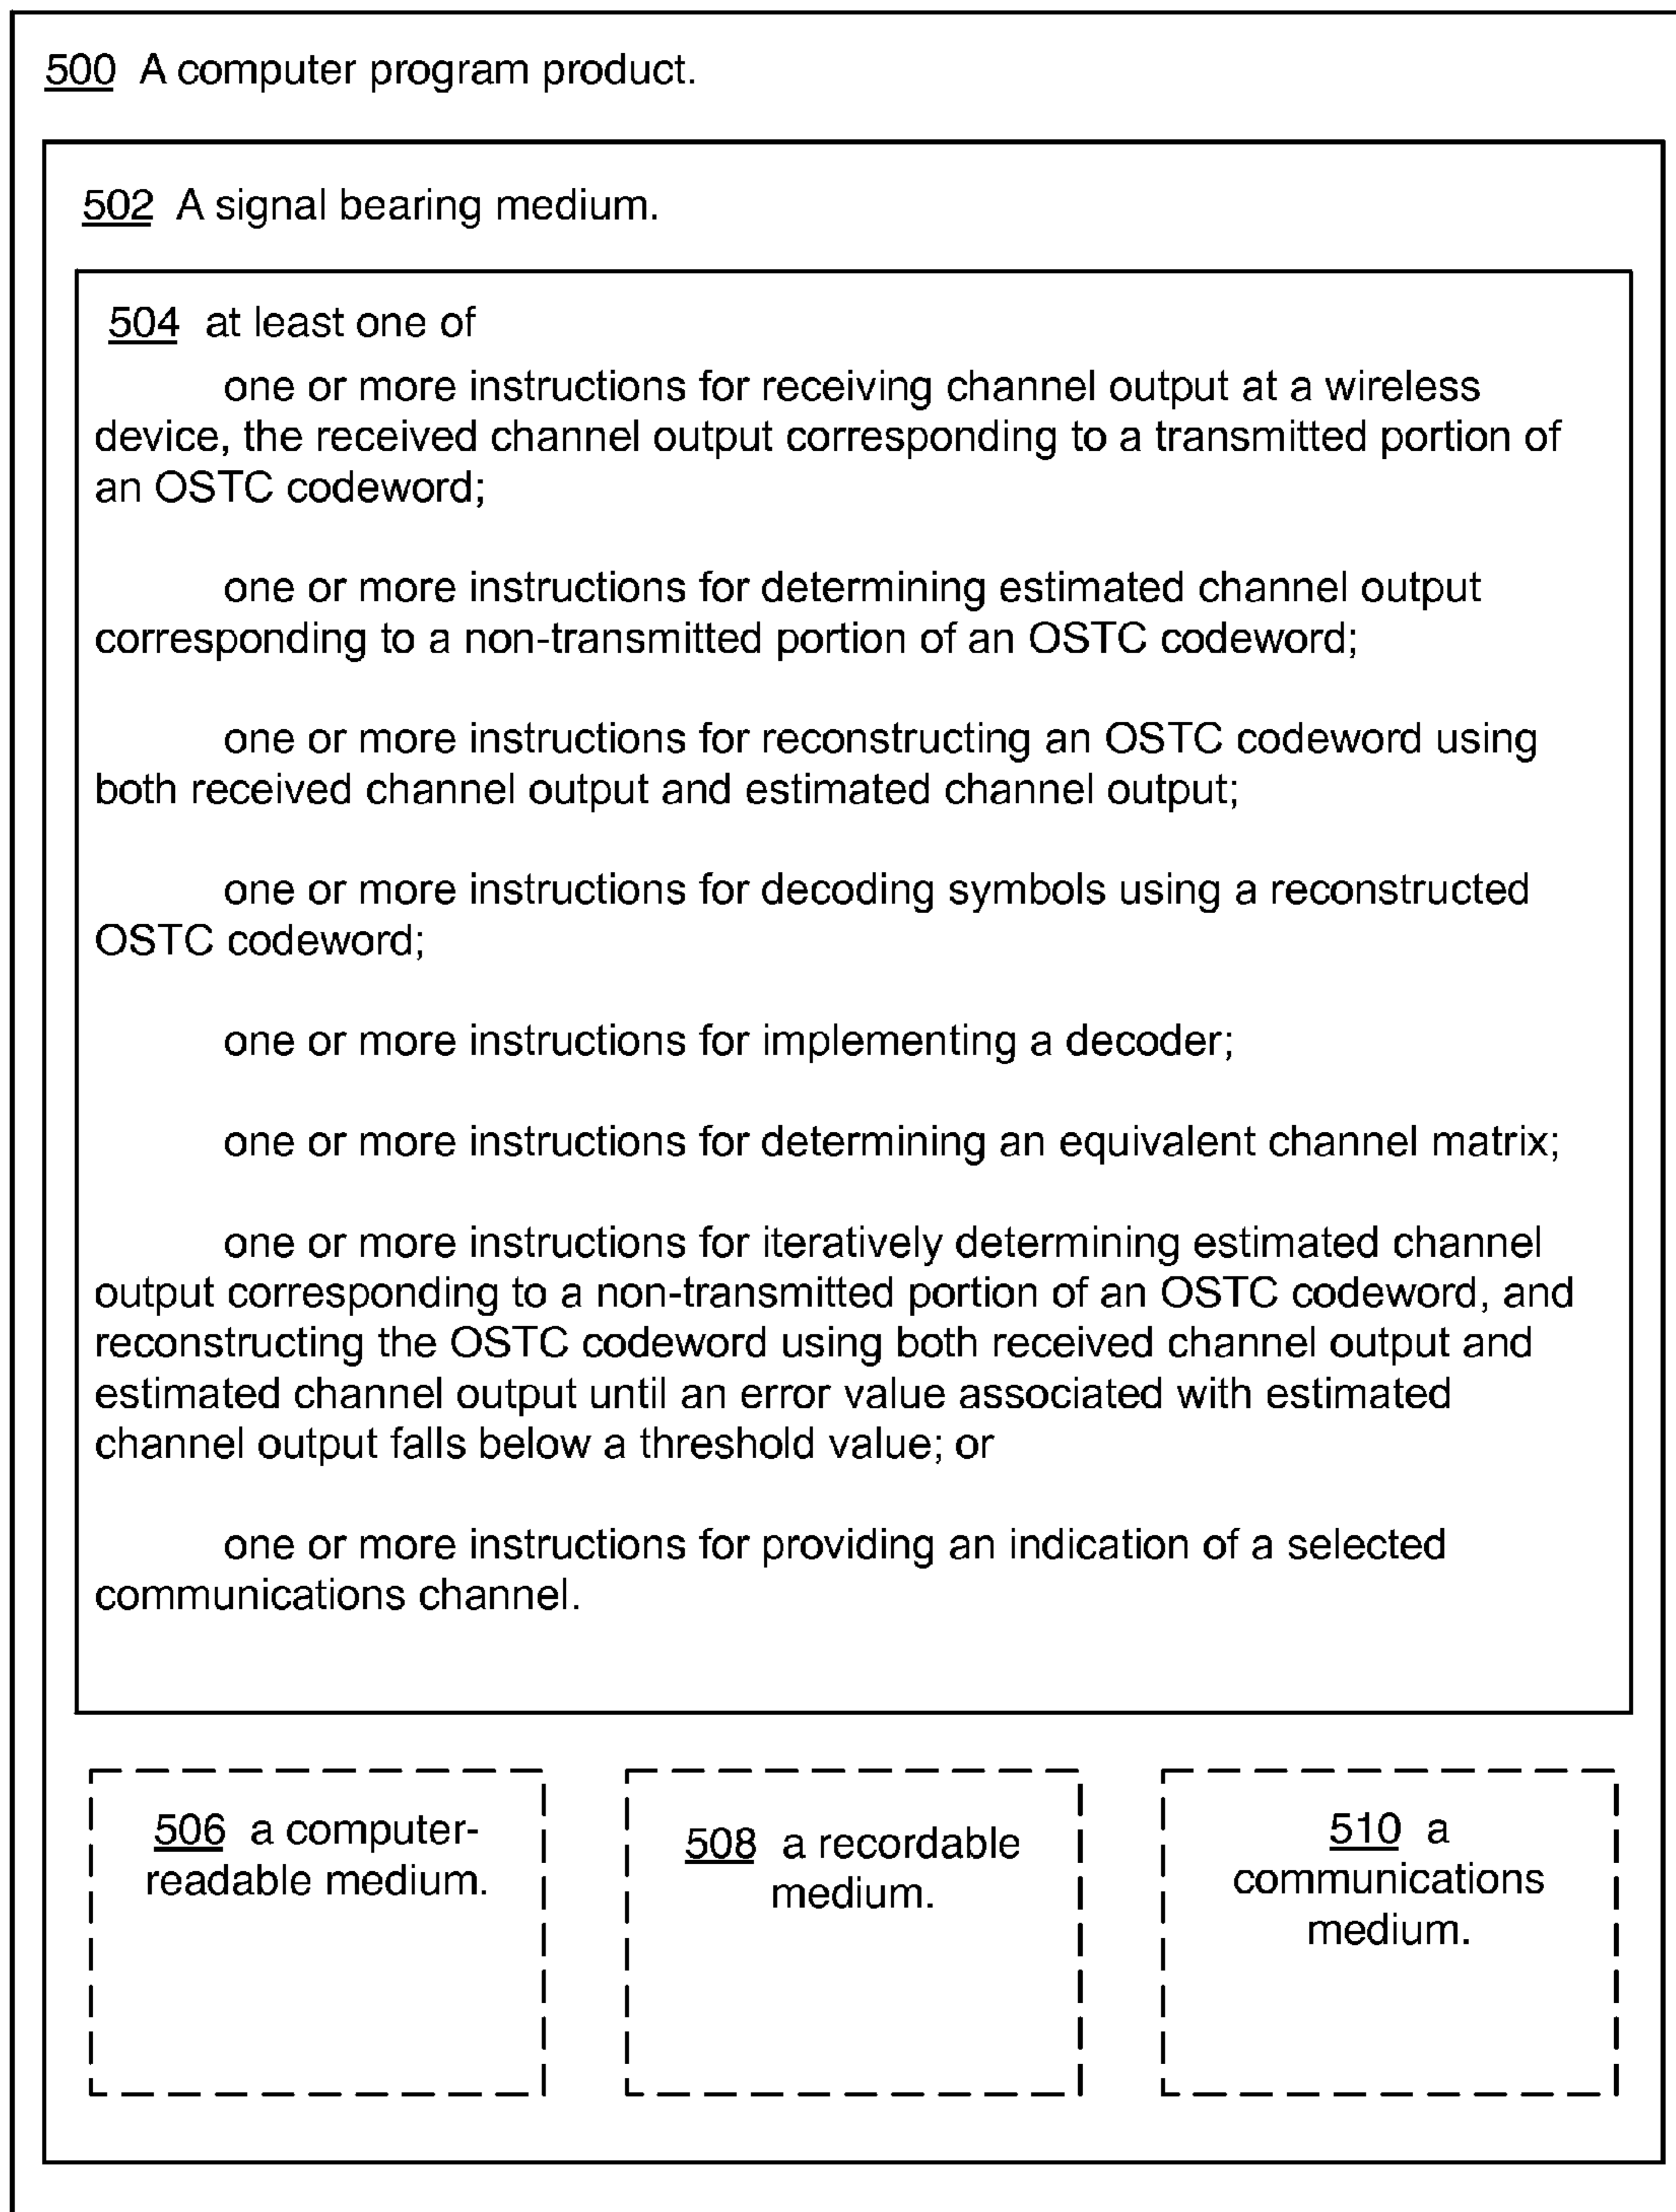 500 A computer program product.
502 A signal bearing medium.
504 at least one of
one or more instructions for receiving channel output at a wireless
device, the received channel output corresponding to a transmitted portion of
an OSTC codeword;
one or more instructions for determining estimated channel output
corresponding to a non-transmitted portion of an OSTC codeword;
one or more instructions for reconstructing an OSTC codeword using
both received channel output and estimated channel output;
one or more instructions for decoding symbols using a reconstructed
OSTC codeword;
one or more instructions for implementing a decoder;
one or more instructions for determining an equivalent channel matrix;
one or more instructions for iteratively determining estimated channel
output corresponding to a non-transmitted portion of an OSTC codeword, and
reconstructing the OSTC codeword using both received channel output and
estimated channel output until an error value associated with estimated
channel output falls below a threshold value; or
one or more instructions for providing an indication of a selected
communications channel.
506 a computer-
readable medium.
508 a recordable
medium.
510 a
communications
medium.